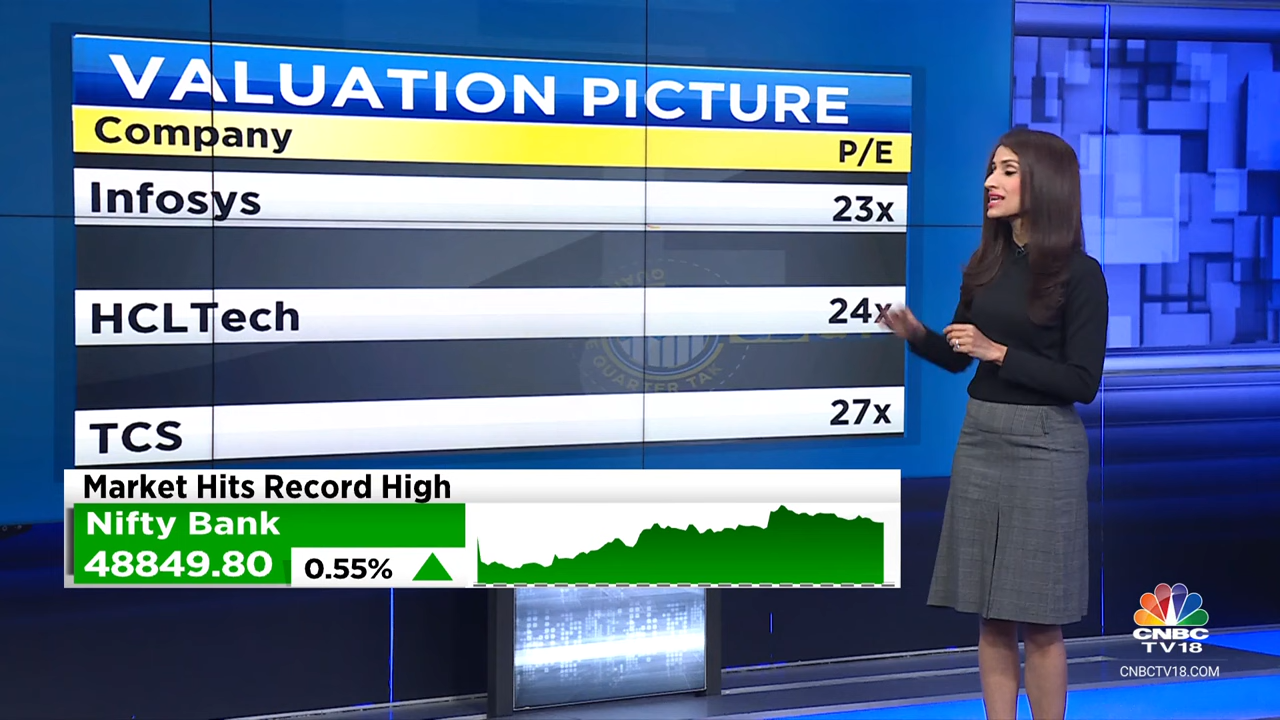 VALUATION PICTURE
Company P/E
Infosys 23x
HCLTech 24x
TCS 27x
Market Hits Record High
Nifty Bank
48849.80 0.55%
CNBC
TV18
CNBCTV18.COM